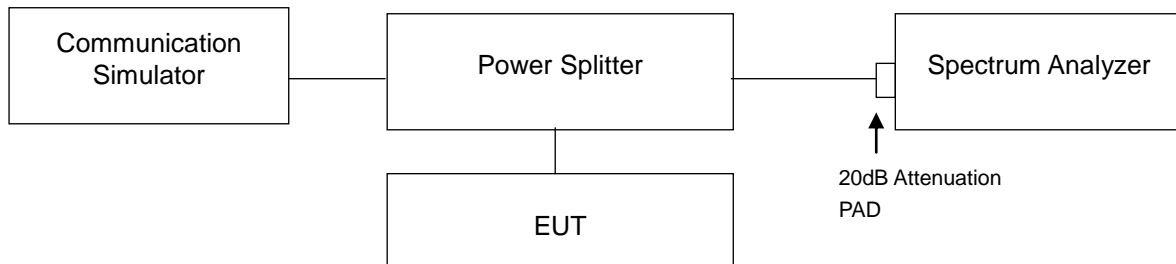 Communication
Simulator
Power Splitter
Spectrum Analyzer
20dB Attenuation
PAD
EUT